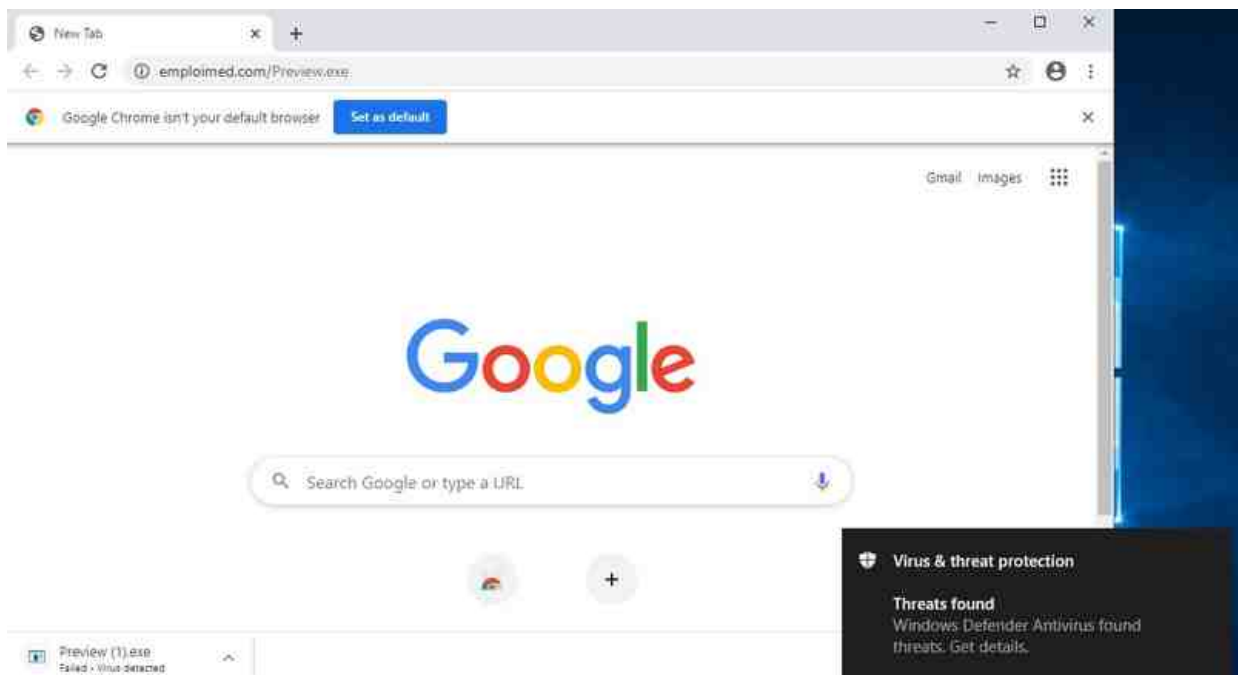 New Tab
emploimed.com/Preview.exe
Google Chrome isn't your default browser Set as default
Gmail Images
Google
Search Google or type a URL
Virus & threat protection
Threats found
Windows Defender Antivirus found
threats. Get details.
Preview (1).exe
Failed - Virus detected